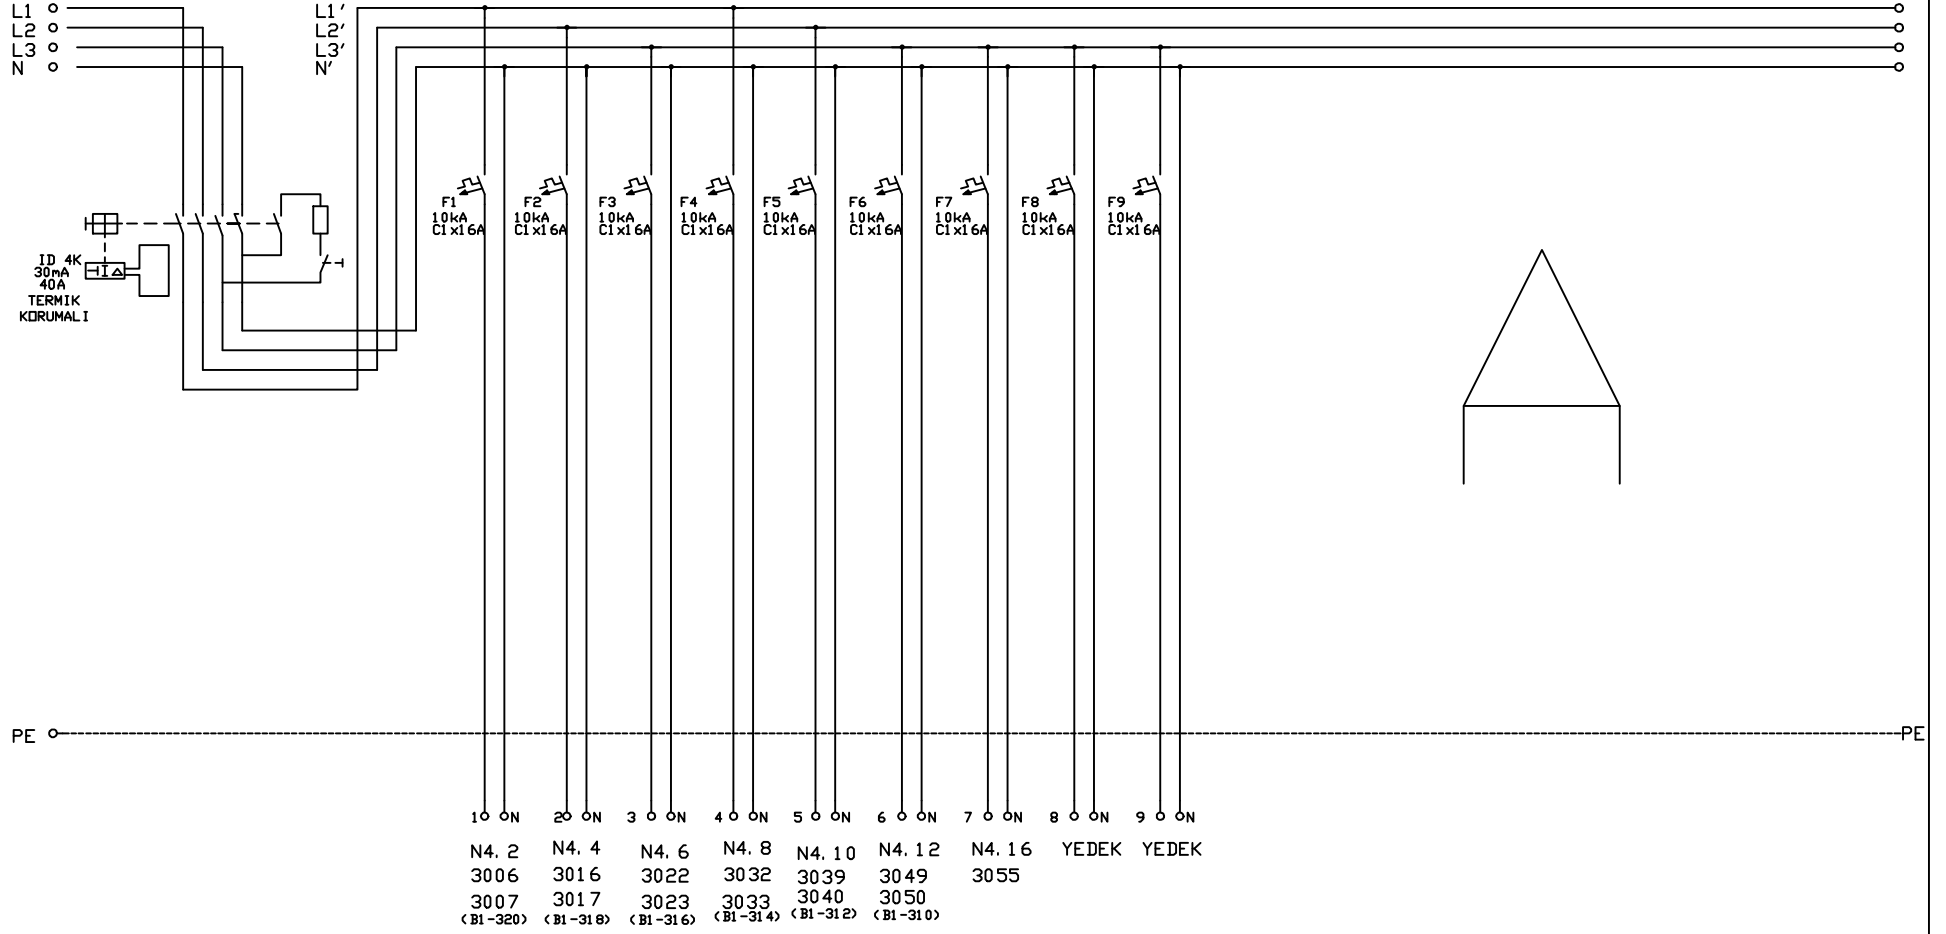 L1
L2
L3
N
L1'
L2'
L3'
N'
F1
10kA
C1x16A
F2
10kA
C1x16A
F3
10kA
C1x16A
F4
10kA
C1x16A
F5
10kA
C1x16A
F6
10kA
C1x16A
F7
10kA
C1x16A
F8
10kA
C1x16A
F9
10kA
C1x16A
ID 4K
30mA
40A
TERMIK
KORUMALI
I
PE
PE
1 N
2 N
3 N
4 N
5 N
6 N
7 N
8 N
9 N
N4.2
3006
3007
(B1-320)
N4.4
3016
3017
(B1-318)
N4.6
3022
3023
(B1-316)
N4.8
3032
3033
(B1-314)
N4.10
3039
3040
(B1-312)
N4.12
3049
3050
(B1-310)
N4.16
3055
YEDEK
YEDEK